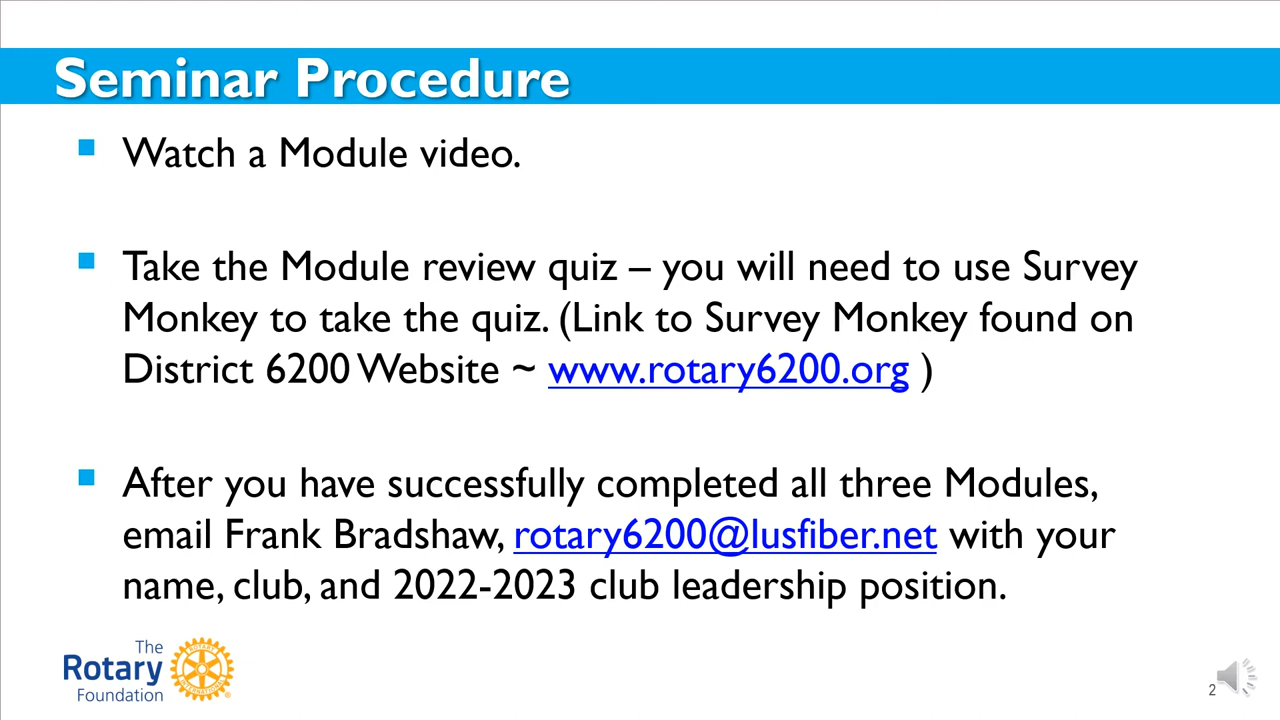 Seminar Procedure
Watch a Module video.
Take the Module review quiz – you will need to use Survey
Monkey to take the quiz. (Link to Survey Monkey found on
District 6200 Website ~ www.rotary6200.org )
After you have successfully completed all three Modules,
email Frank Bradshaw, rotary6200@lusfiber.net with your
name, club, and 2022-2023 club leadership position.
The
Rotary
Foundation
ROTARY
INTERNATIONAL
2